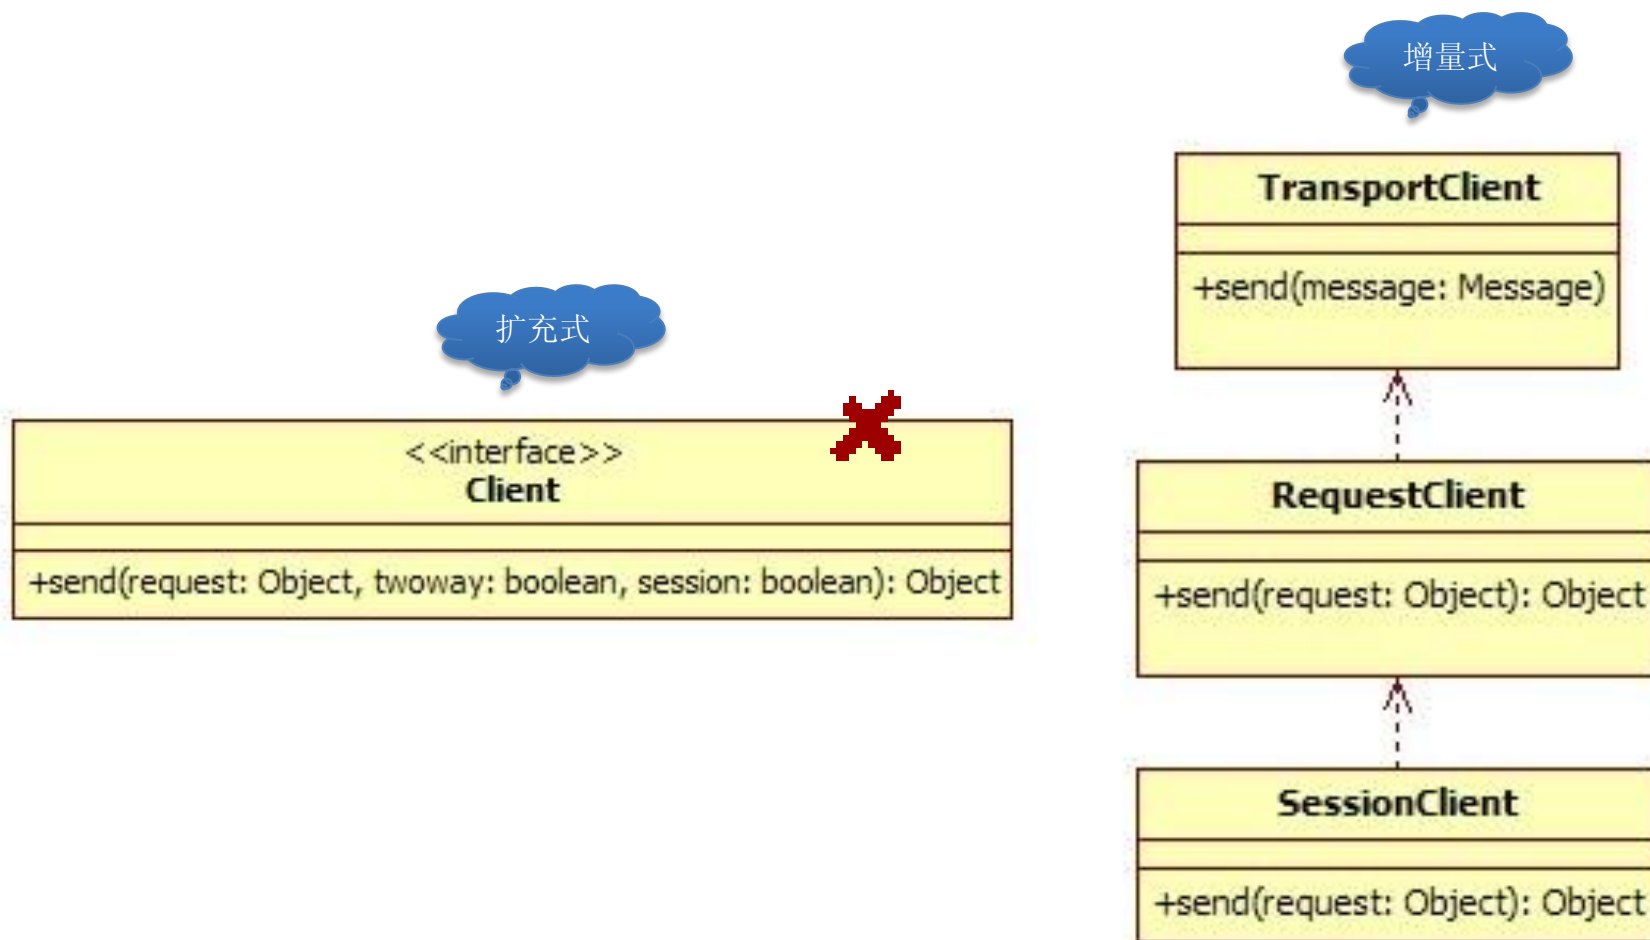 增量式
TransportClient
+send(message: Message)
扩充式
<<interface>>
Client
+send(request: Object, twoway: boolean, session: boolean): Object
RequestClient
+send(request: Object): Object
SessionClient
+send(request: Object): Object